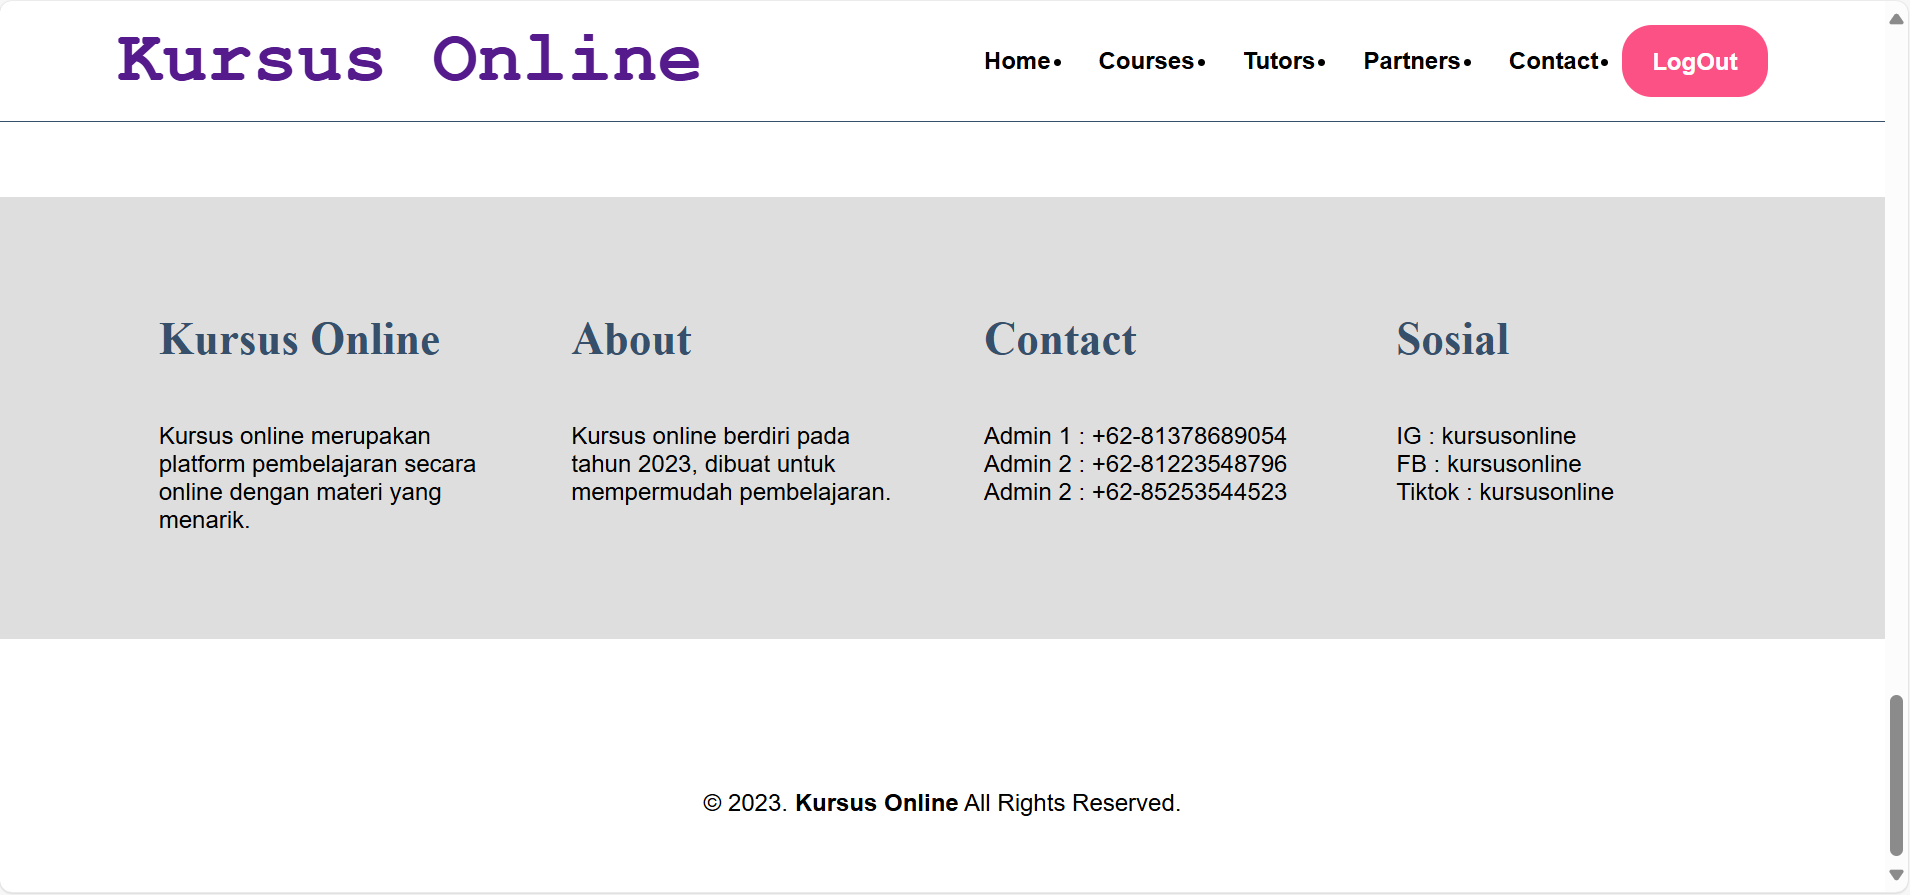 Kursus Online
Home• Courses• Tutors• Partners• Contact• LogOut
Kursus Online
Kursus online merupakan
platform pembelajaran secara
online dengan materi yang
menarik.
About
Kursus online berdiri pada
tahun 2023, dibuat untuk
mempermudah pembelajaran.
Contact
Admin 1 : +62-81378689054
Admin 2 : +62-81223548796
Admin 2 : +62-85253544523
Sosial
IG : kursusonline
FB : kursusonline
Tiktok : kursusonline
© 2023. Kursus Online All Rights Reserved.